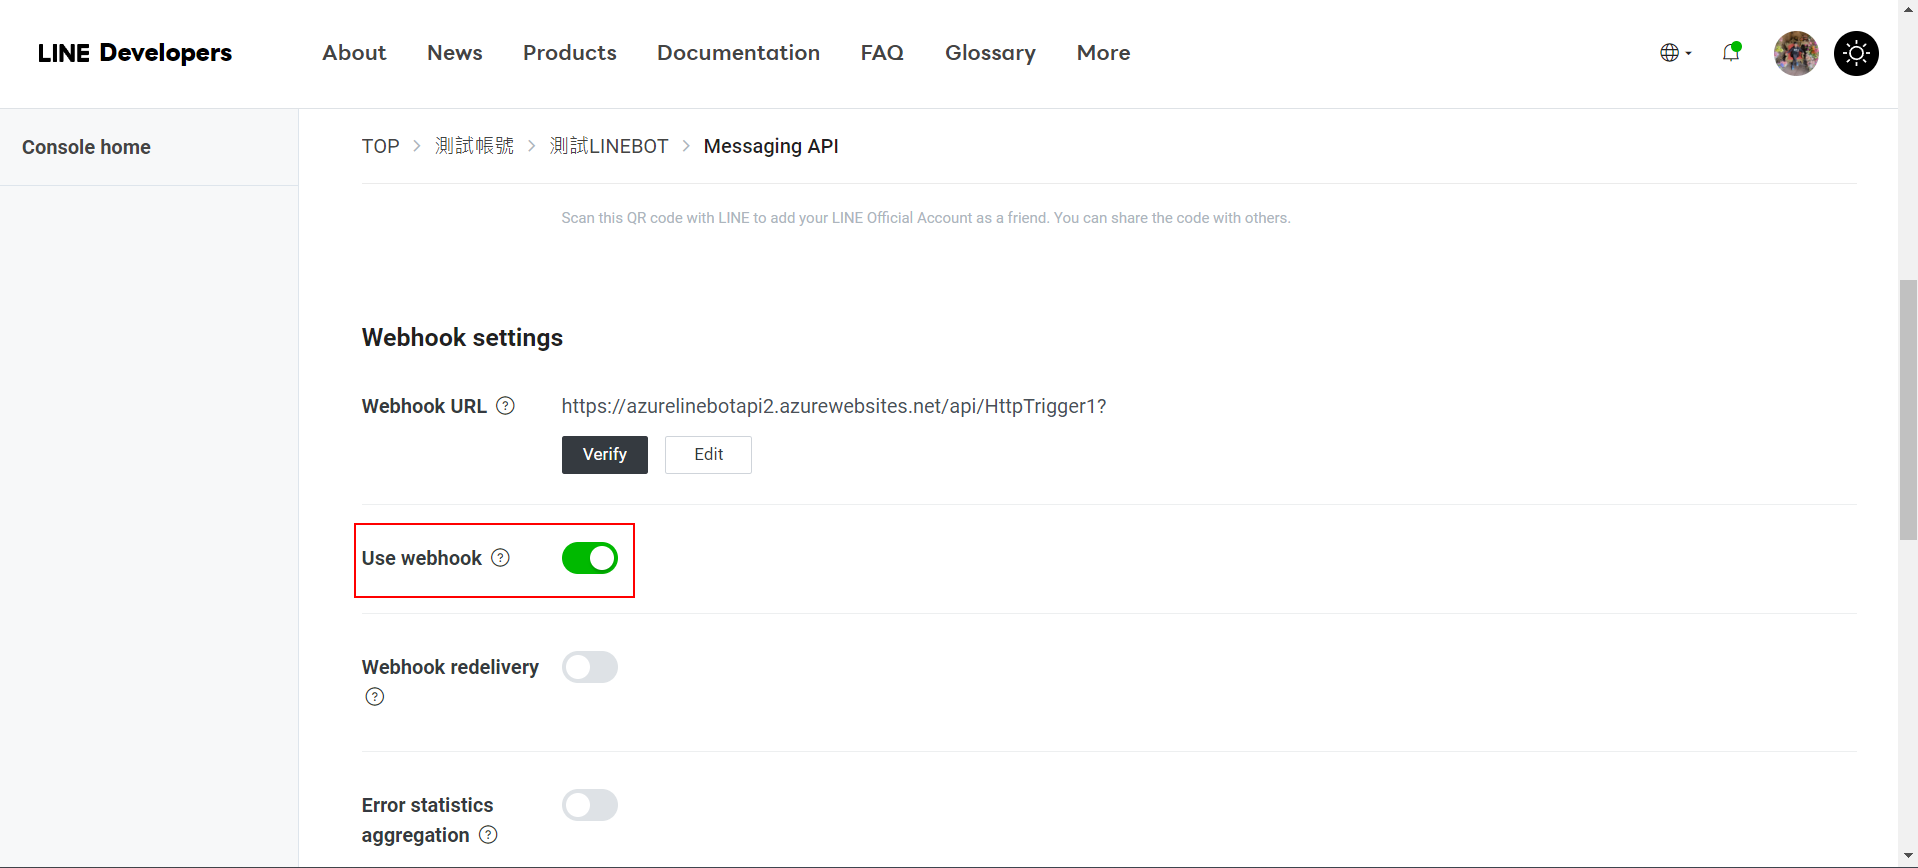 LINE Developers
About News Products Documentation FAQ Glossary More
Console home
TOP 測試帳號 測試LINEBOT Messaging API
Scan this QR code with LINE to add your LINE Official Account as a friend. You can share the code with others.
Webhook settings
Webhook URL ? https://azurelinebotapi2.azurewebsites.net/api/HttpTrigger1?
Verify Edit
Use webhook ?
Webhook redelivery
?
Error statistics
aggregation ?